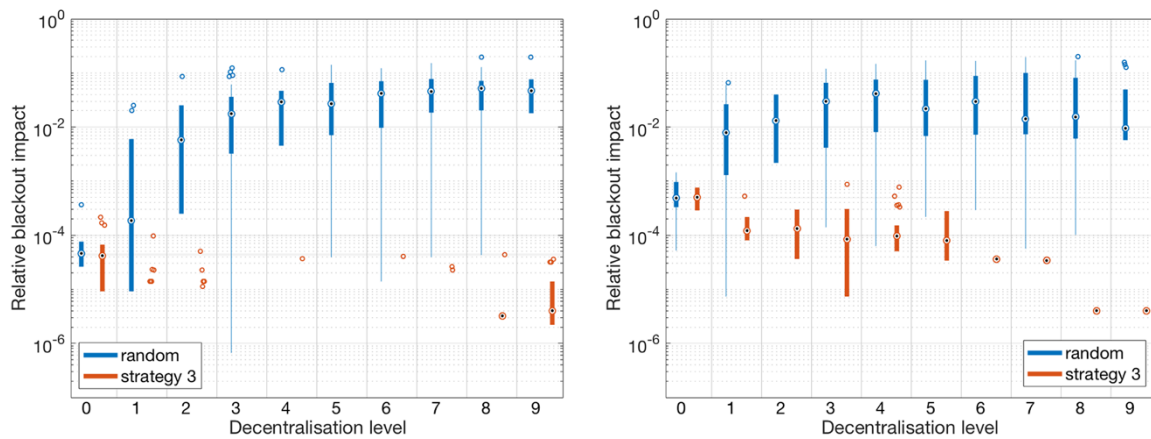 10^0
10^-2
10^-4
10^-6
Relative blackout impact
random
strategy 3
0 1 2 3 4 5 6 7 8 9
Decentralisation level
10^0
10^-2
10^-4
10^-6
Relative blackout impact
random
strategy 3
0 1 2 3 4 5 6 7 8 9
Decentralisation level